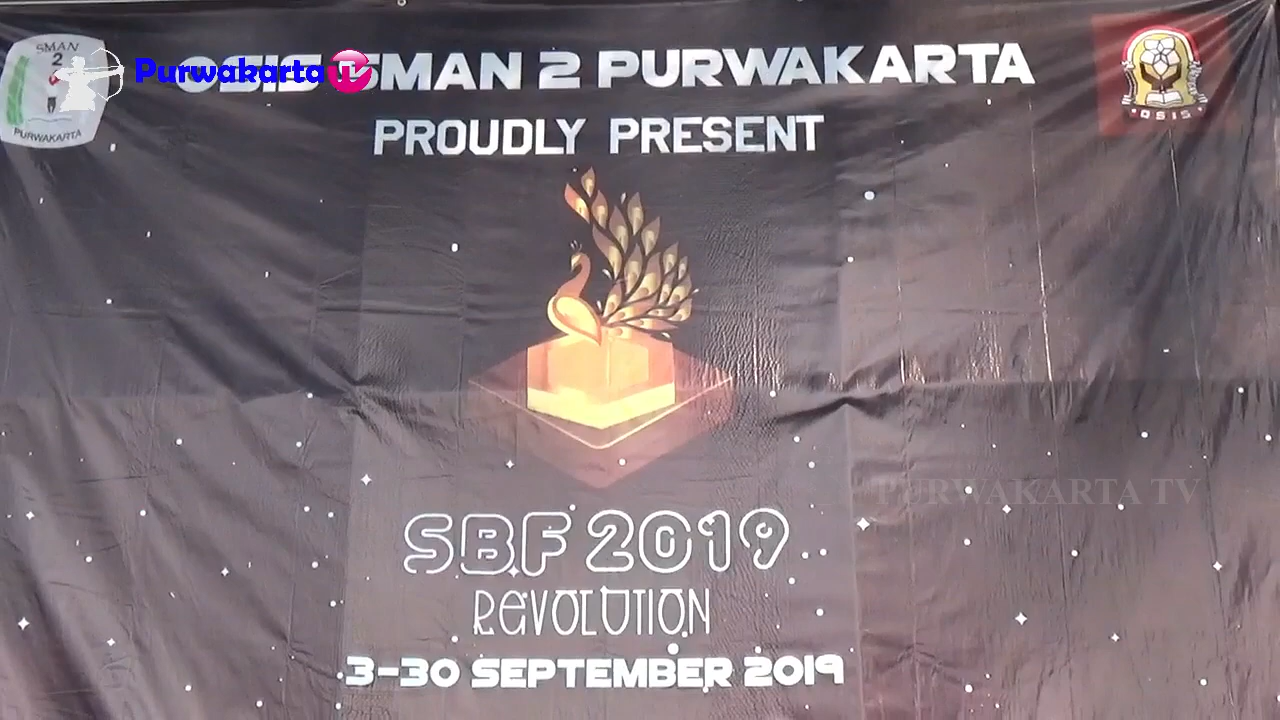 SMAN
2
PURWAKARTA
Purwakarta TV
OSIS SMAN 2 PURWAKARTA
OSIS
PROUDLY PRESENT
PURWAKARTA TV
SBF 2019
REVOLUTION
3-30 SEPTEMBER 2019